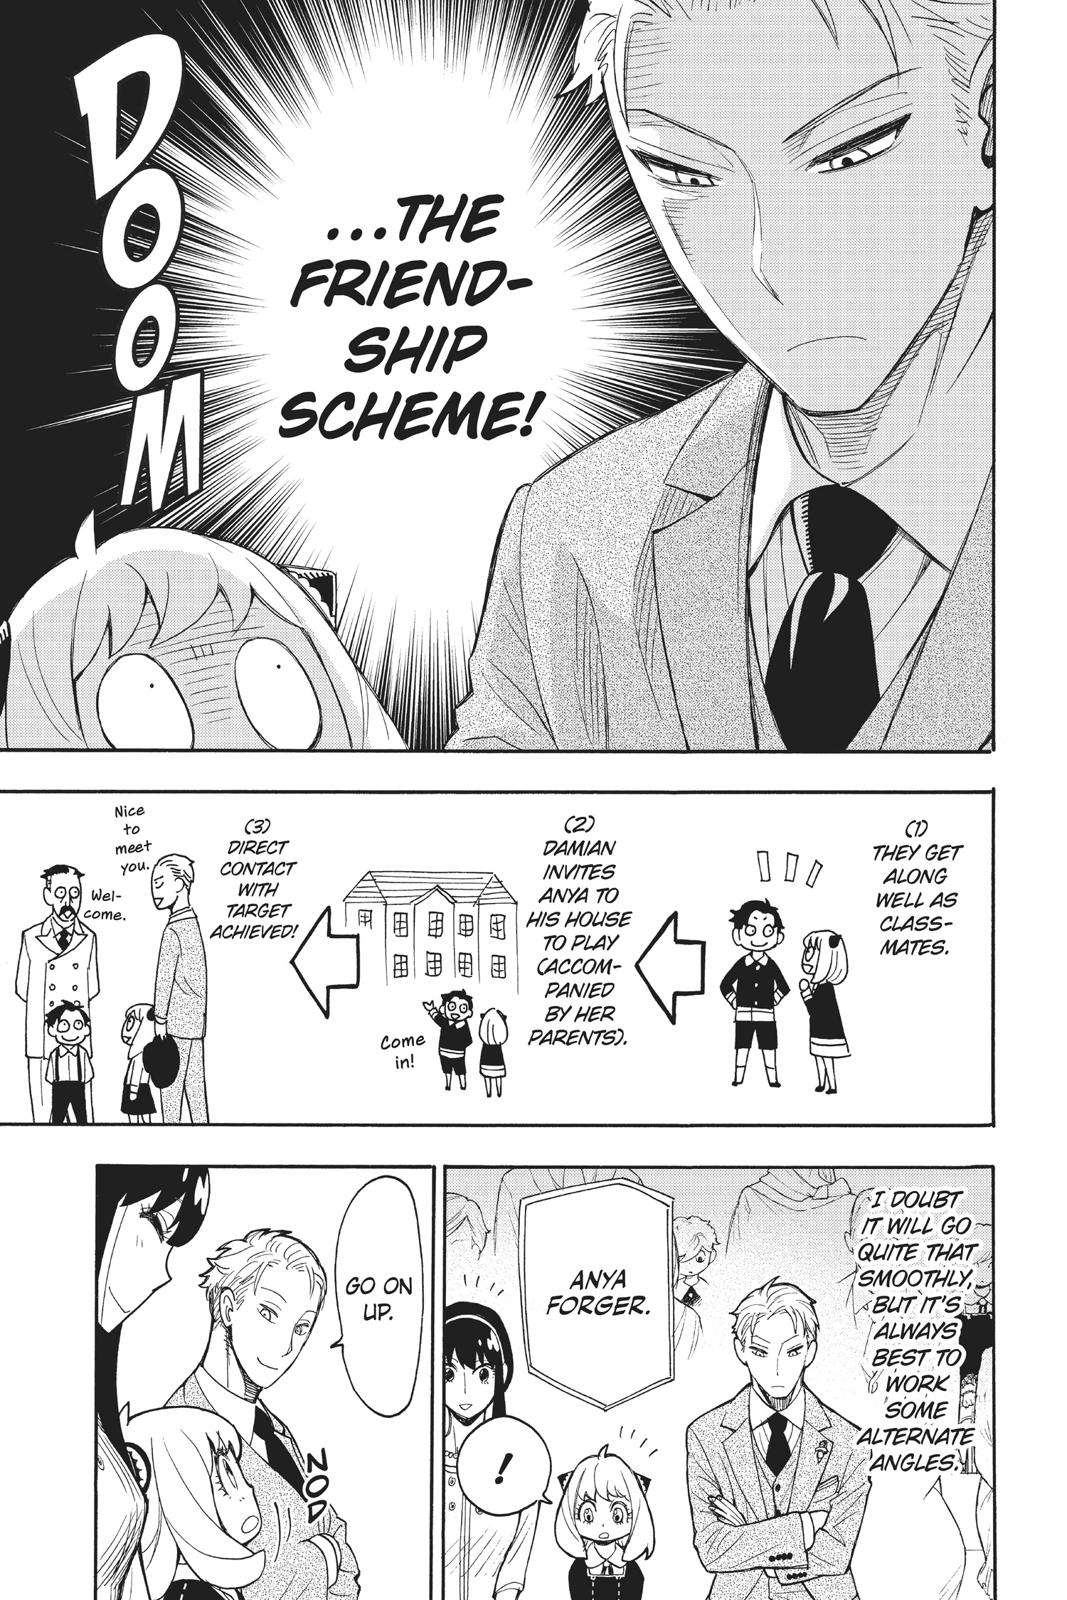 ...THE
FRIEND-
SHIP
SCHEME!
DOOM
(1)
THEY GET
ALONG
WELL AS
CLASS-
MATES.
(2)
DAMIAN
INVITES
ANYA TO
HIS HOUSE
TO PLAY
(ACCOM-
PANIED
BY HER
PARENTS).
Come
in!
(3)
DIRECT
CONTACT
WITH
TARGET
ACHIEVED!
Nice
to
meet
you.
Wel-
come.
I DOUBT
IT WILL GO
QUITE THAT
SMOOTHLY,
BUT IT'S
ALWAYS
BEST TO
WORK
SOME
ALTERNATE
ANGLES.
ANYA
FORGER.
!
GO ON
UP.
NOD